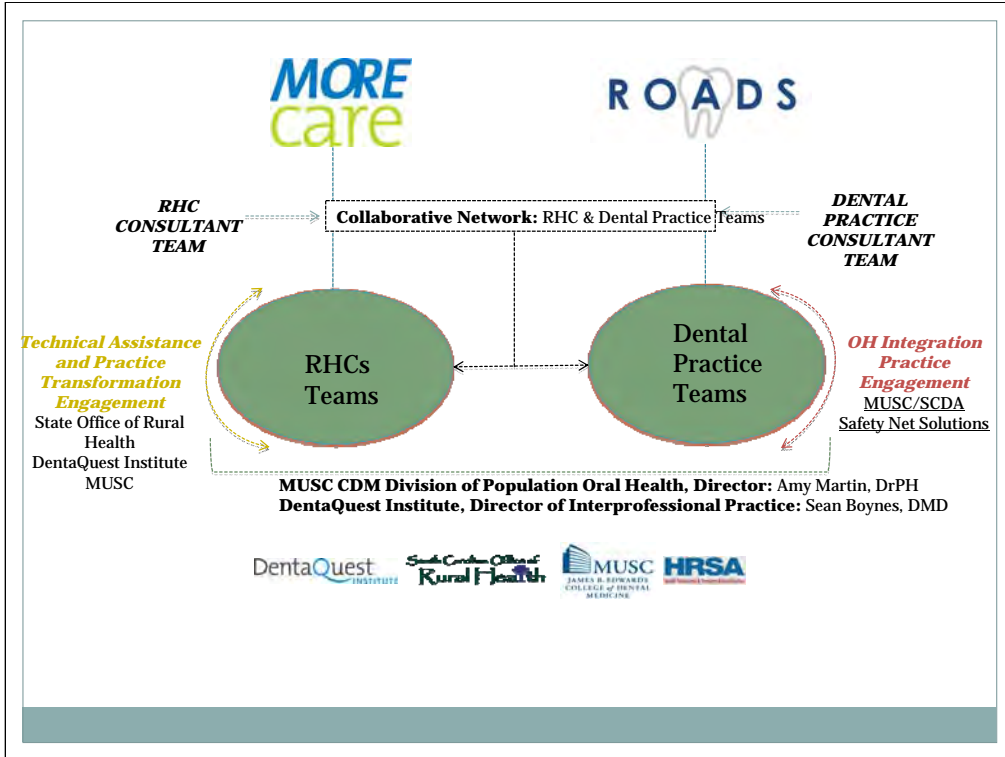 MORE
care
ROADS
RHC
CONSULTANT
TEAM
Collaborative Network: RHC & Dental Practice Teams
DENTAL
PRACTICE
CONSULTANT
TEAM
Technical Assistance
and Practice
Transformation
Engagement
State Office of Rural
Health
DentaQuest Institute
MUSC
RHCs
Teams
Dental
Practice
Teams
OH Integration
Practice
Engagement
MUSC/SCDA
Safety Net Solutions
MUSC CDM Division of Population Oral Health, Director: Amy Martin, DrPH
DentaQuest Institute, Director of Interprofessional Practice: Sean Boynes, DMD
DentaQuest
INSTITUTE
South Carolina Office of
Rural Health
MUSC
JAMES B. EDWARDS
COLLEGE of DENTAL
MEDICINE
HRSA